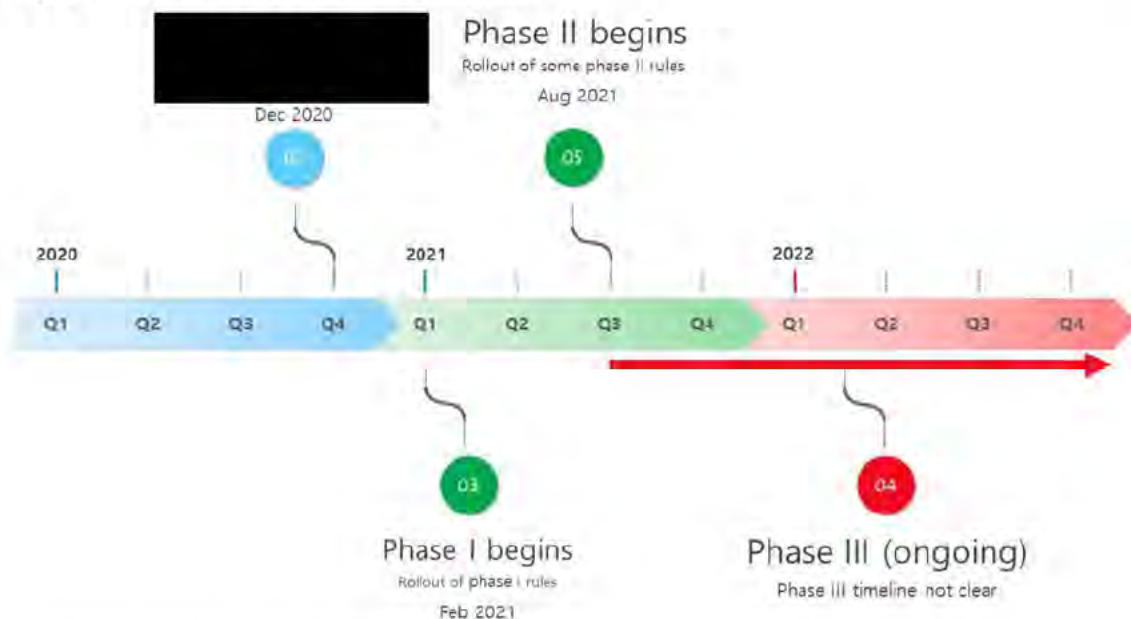 Phase II begins
Rollout of some phase II rules
Aug 2021
Dec 2020
05
2020
2021
2022
Q1
Q2
Q3
Q4
Q1
Q2
Q3
Q4
Q1
Q2
Q3
Q4
03
04
Phase I begins
Rollout of phase I rules
Feb 2021
Phase III (ongoing)
Phase III timeline not clear